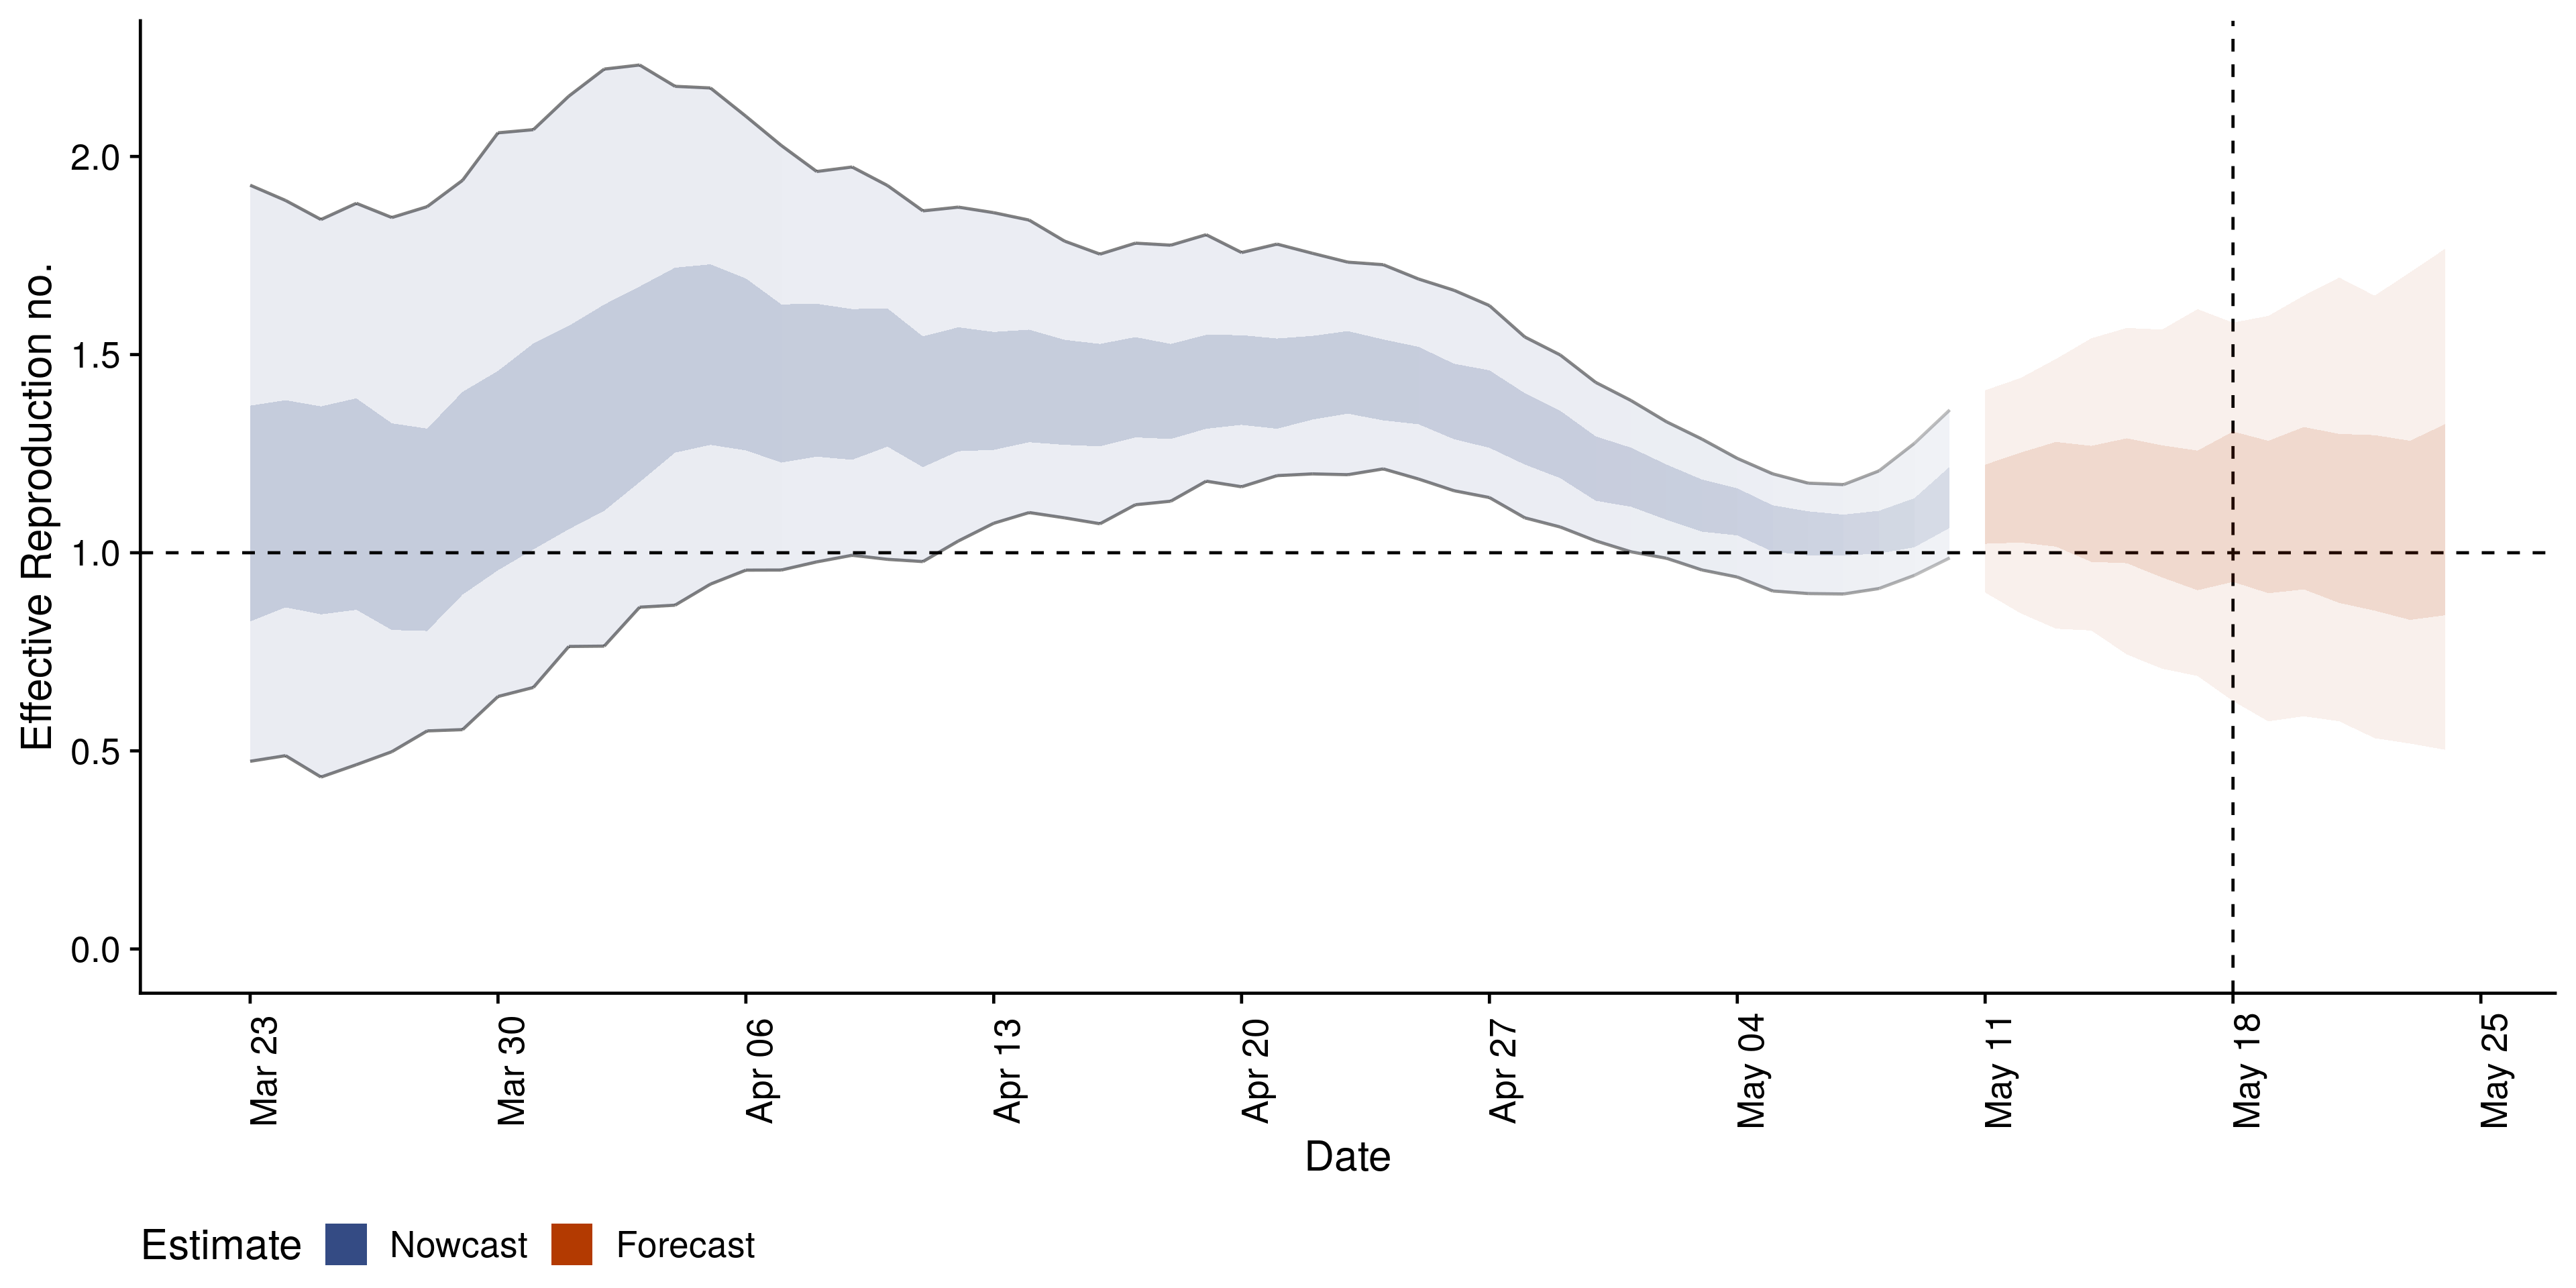 Effective Reproduction no.
2.0
1.5
1.0
0.5
0.0
Mar 23
Mar 30
Apr 06
Apr 13
Apr 20
Apr 27
May 04
May 11
May 18
May 25
Date
Estimate Nowcast Forecast